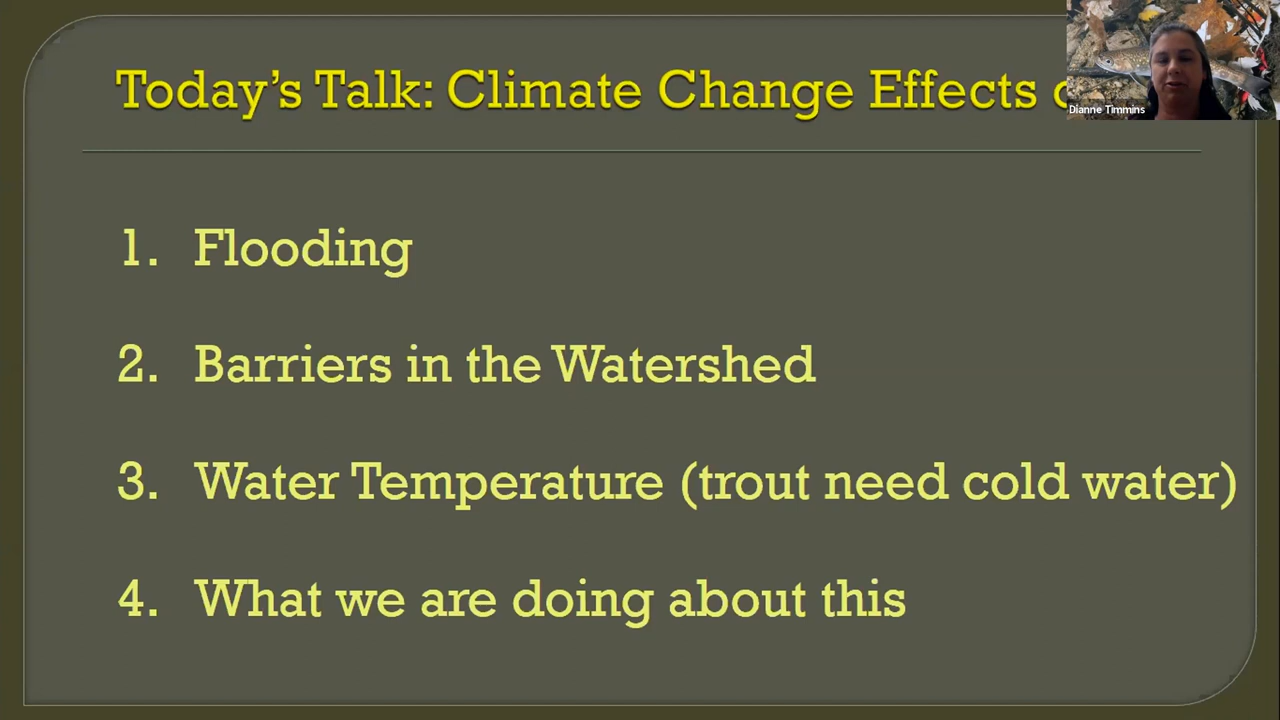 Today's Talk: Climate Change Effects
Dianne Timmins
1. Flooding
2. Barriers in the Watershed
3. Water Temperature (trout need cold water)
4. What we are doing about this